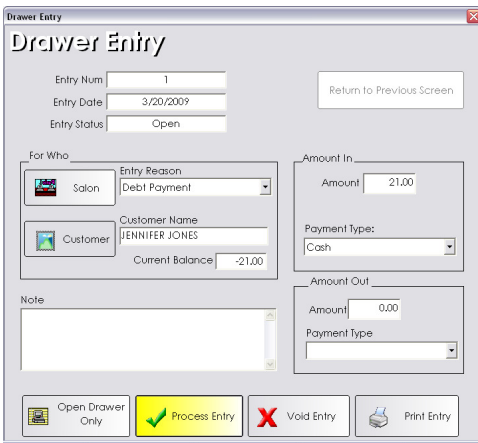 Drawer Entry
Drawer Entry
Entry Num 1
Entry Date 3/20/2009
Entry Status Open
Return to Previous Screen
For Who
Salon
Entry Reason
Debt Payment
Customer
Customer Name
JENNIFER JONES
Current Balance -21.00
Amount In
Amount 21.00
Payment Type:
Cash
Amount Out
Amount 0.00
Payment Type
Note
Open Drawer
Only
Process Entry
Void Entry
Print Entry